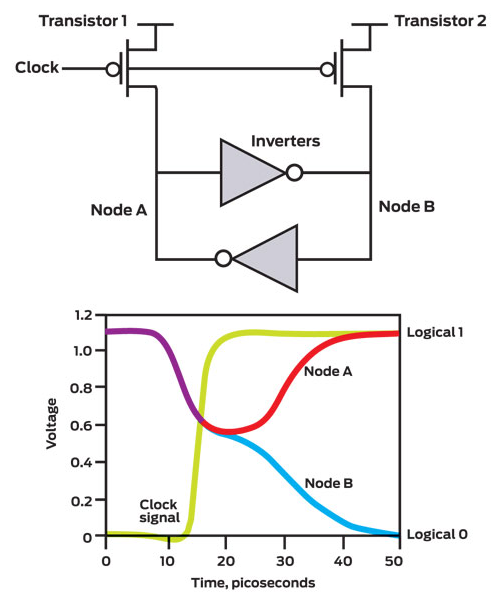 Transistor 1
Transistor 2
Clock
Inverters
Node A
Node B
1.2
1.0
0.8
0.6
0.4
0.2
0
Voltage
Logical 1
Node A
Node B
Clock
signal
Logical 0
0
10
20
30
40
50
Time, picoseconds